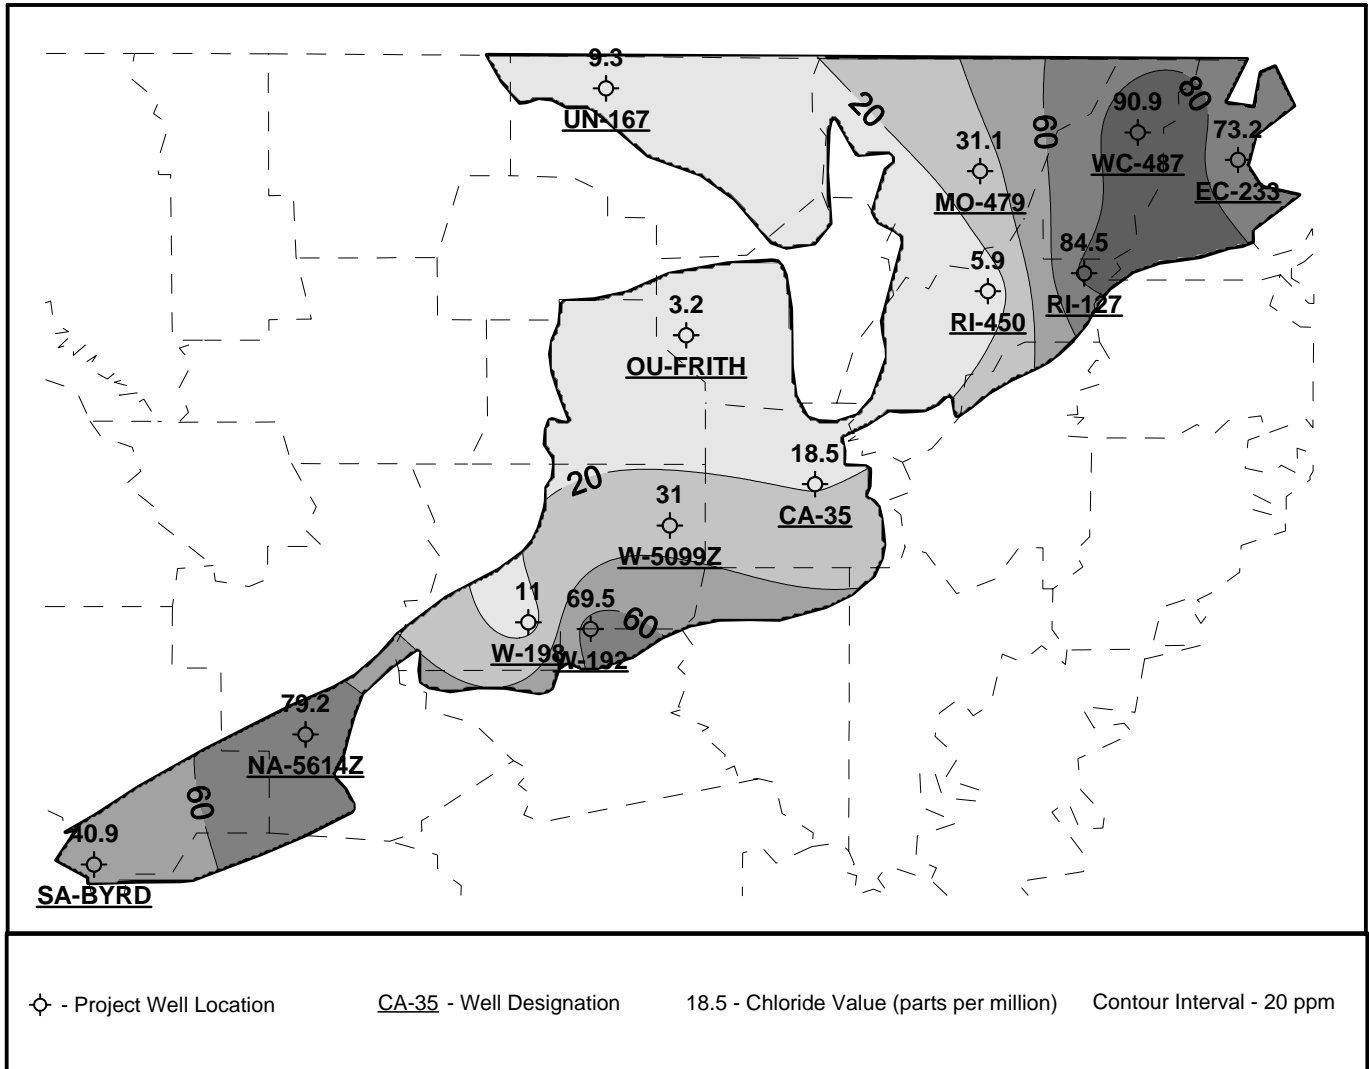 9.3
UN-167
20
60
80
90.9
WC-487
73.2
EC-233
31.1
MO-479
84.5
RI-127
5.9
RI-450
3.2
OU-FRITH
18.5
CA-35
20
31
W-5099Z
11
W-198
69.5
W-192
60
79.2
NA-5614Z
60
40.9
SA-BYRD
- Project Well Location
CA-35 - Well Designation
18.5 - Chloride Value (parts per million)
Contour Interval - 20 ppm